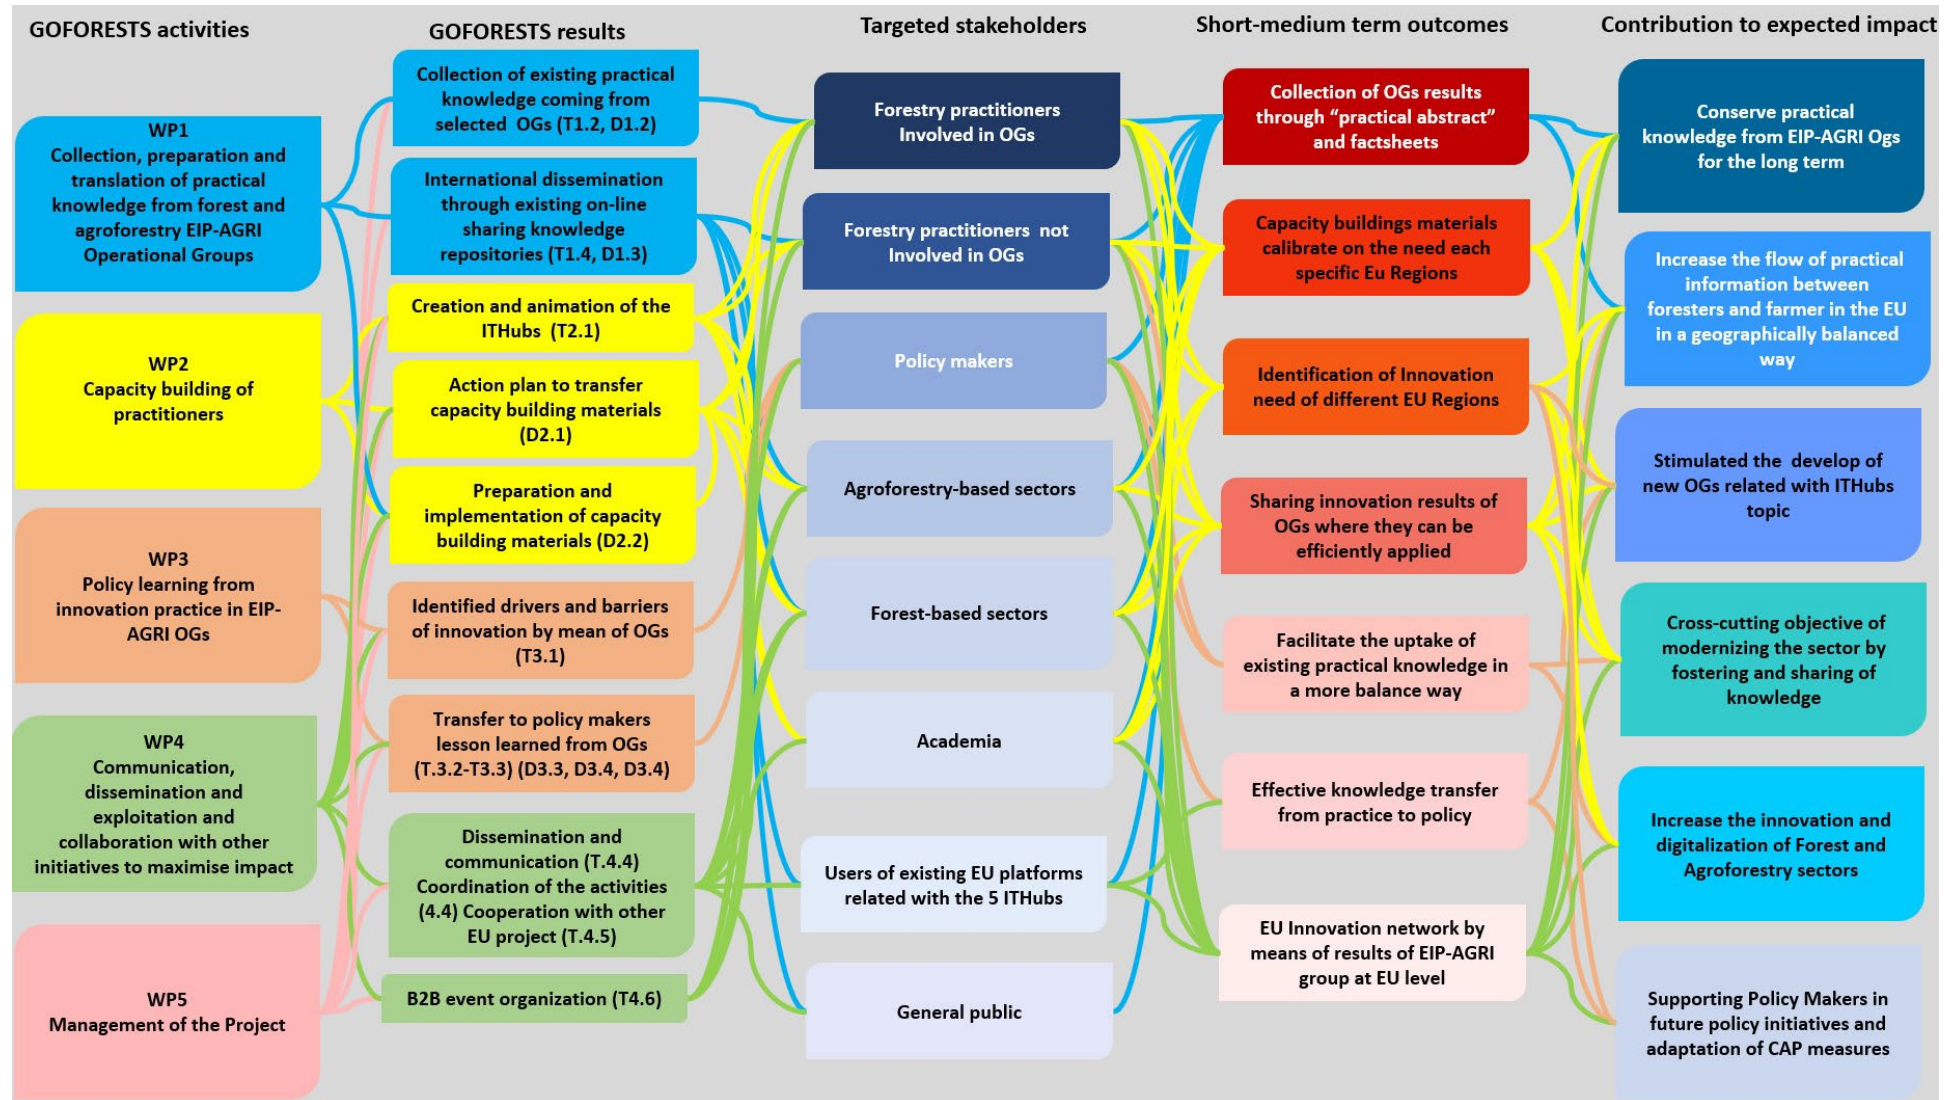 GOFORESTS activities
WP1
Collection, preparation and
translation of practical
knowledge from forest and
agroforestry EIP-AGRI
Operational Groups
WP2
Capacity building of
practitioners
WP3
Policy learning from
innovation practice in EIP-
AGRI OGs
WP4
Communication,
dissemination and
exploitation and
collaboration with other
initiatives to maximise impact
WP5
Management of the Project
GOFORESTS results
Collection of existing practical
knowledge coming from
selected OGs (T1.2, D1.2)
International dissemination
through existing on-line
sharing knowledge
repositories (T1.4, D1.3)
Creation and animation of the
ITHubs (T2.1)
Action plan to transfer
capacity building materials
(D2.1)
Preparation and
implementation of capacity
building materials (D2.2)
Identified drivers and barriers
of innovation by mean of OGs
(T3.1)
Transfer to policy makers
lesson learned from OGs
(T.3.2-T3.3) (D3.3, D3.4, D3.4)
Dissemination and
communication (T.4.4)
Coordination of the activities
(4.4) Cooperation with other
EU project (T.4.5)
B2B event organization (T4.6)
Targeted stakeholders
Forestry practitioners
Involved in OGs
Forestry practitioners not
Involved in OGs
Policy makers
Agroforestry-based sectors
Forest-based sectors
Academia
Users of existing EU platforms
related with the 5 ITHubs
General public
Short-medium term outcomes
Collection of OGs results
through “practical abstract”
and factsheets
Capacity buildings materials
calibrate on the need each
specific Eu Regions
Identification of Innovation
need of different EU Regions
Sharing innovation results of
OGs where they can be
efficiently applied
Facilitate the uptake of
existing practical knowledge in
a more balance way
Effective knowledge transfer
from practice to policy
EU Innovation network by
means of results of EIP-AGRI
group at EU level
Contribution to expected impact
Conserve practical
knowledge from EIP-AGRI Ogs
for the long term
Increase the flow of practical
information between
foresters and farmer in the EU
in a geographically balanced
way
Stimulated the develop of
new OGs related with ITHubs
topic
Cross-cutting objective of
modernizing the sector by
fostering and sharing of
knowledge
Increase the innovation and
digitalization of Forest and
Agroforestry sectors
Supporting Policy Makers in
future policy initiatives and
adaptation of CAP measures